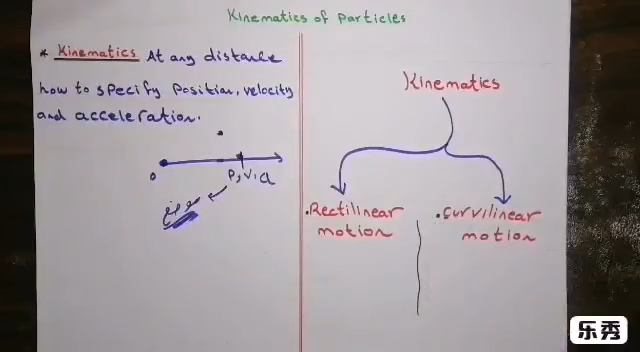 Kinematics of Particles
* Kinematics At any distance
how to specify Position, velocity
and acceleration.
o
P, V, a
موضع
Kinematics
.Rectilinear
motion
.Curvilinear
motion
乐秀